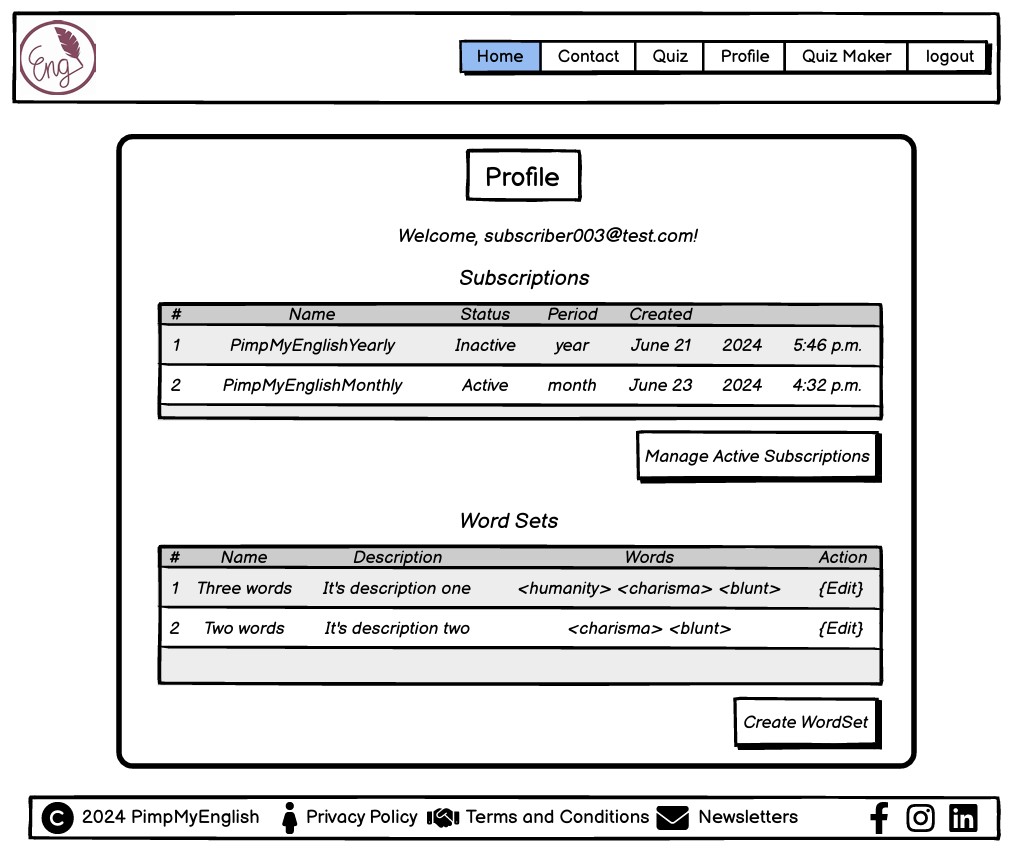 Eng
Home Contact Quiz Profile Quiz Maker logout
Profile
Welcome, subscriber003@test.com!
Subscriptions
# Name Status Period Created
1 PimpMyEnglishYearly Inactive year June 21 2024 5:46 p.m.
2 PimpMyEnglishMonthly Active month June 23 2024 4:32 p.m.
Manage Active Subscriptions
Word Sets
# Name Description Words Action
1 Three words It's description one <humanity> <charisma> <blunt> {Edit}
2 Two words It's description two <charisma> <blunt> {Edit}
Create WordSet
C 2024 PimpMyEnglish Privacy Policy Terms and Conditions Newsletters f in